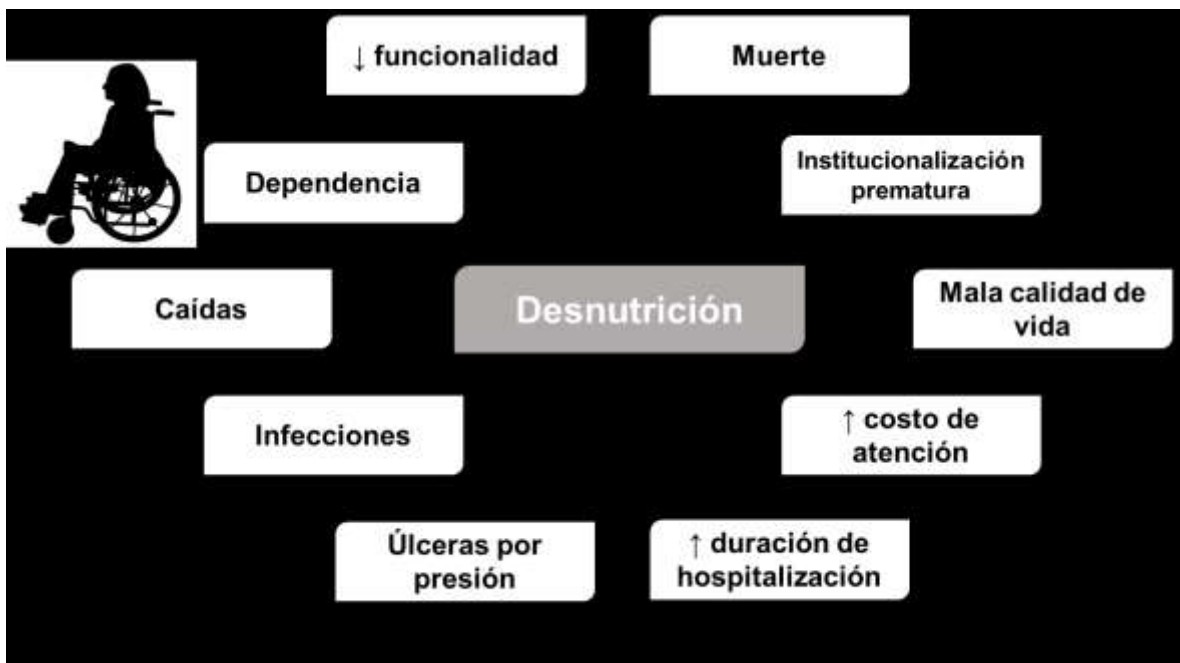 ↓ funcionalidad
Muerte
Dependencia
Institucionalización
prematura
Caídas
Desnutrición
Mala calidad de
vida
Infecciones
↑ costo de
atención
Úlceras por
presión
↑ duración de
hospitalización